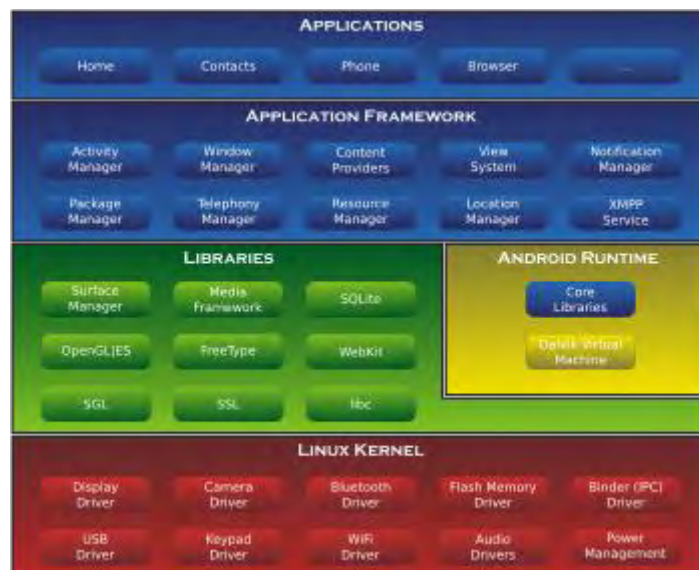 APPLICATIONS
Home Contacts Phone Browser ...
APPLICATION FRAMEWORK
Activity Manager
Window Manager
Content Providers
View System
Notification Manager
Package Manager
Telephony Manager
Resource Manager
Location Manager
XMPP Service
LIBRARIES
Surface Manager
Media Framework
SQLite
OpenGL|ES
FreeType
WebKit
SGL
SSL
libc
ANDROID RUNTIME
Core Libraries
Dalvik Virtual Machine
LINUX KERNEL
Display Driver
Camera Driver
Bluetooth Driver
Flash Memory Driver
Binder (IPC) Driver
USB Driver
Keypad Driver
WiFi Driver
Audio Drivers
Power Management